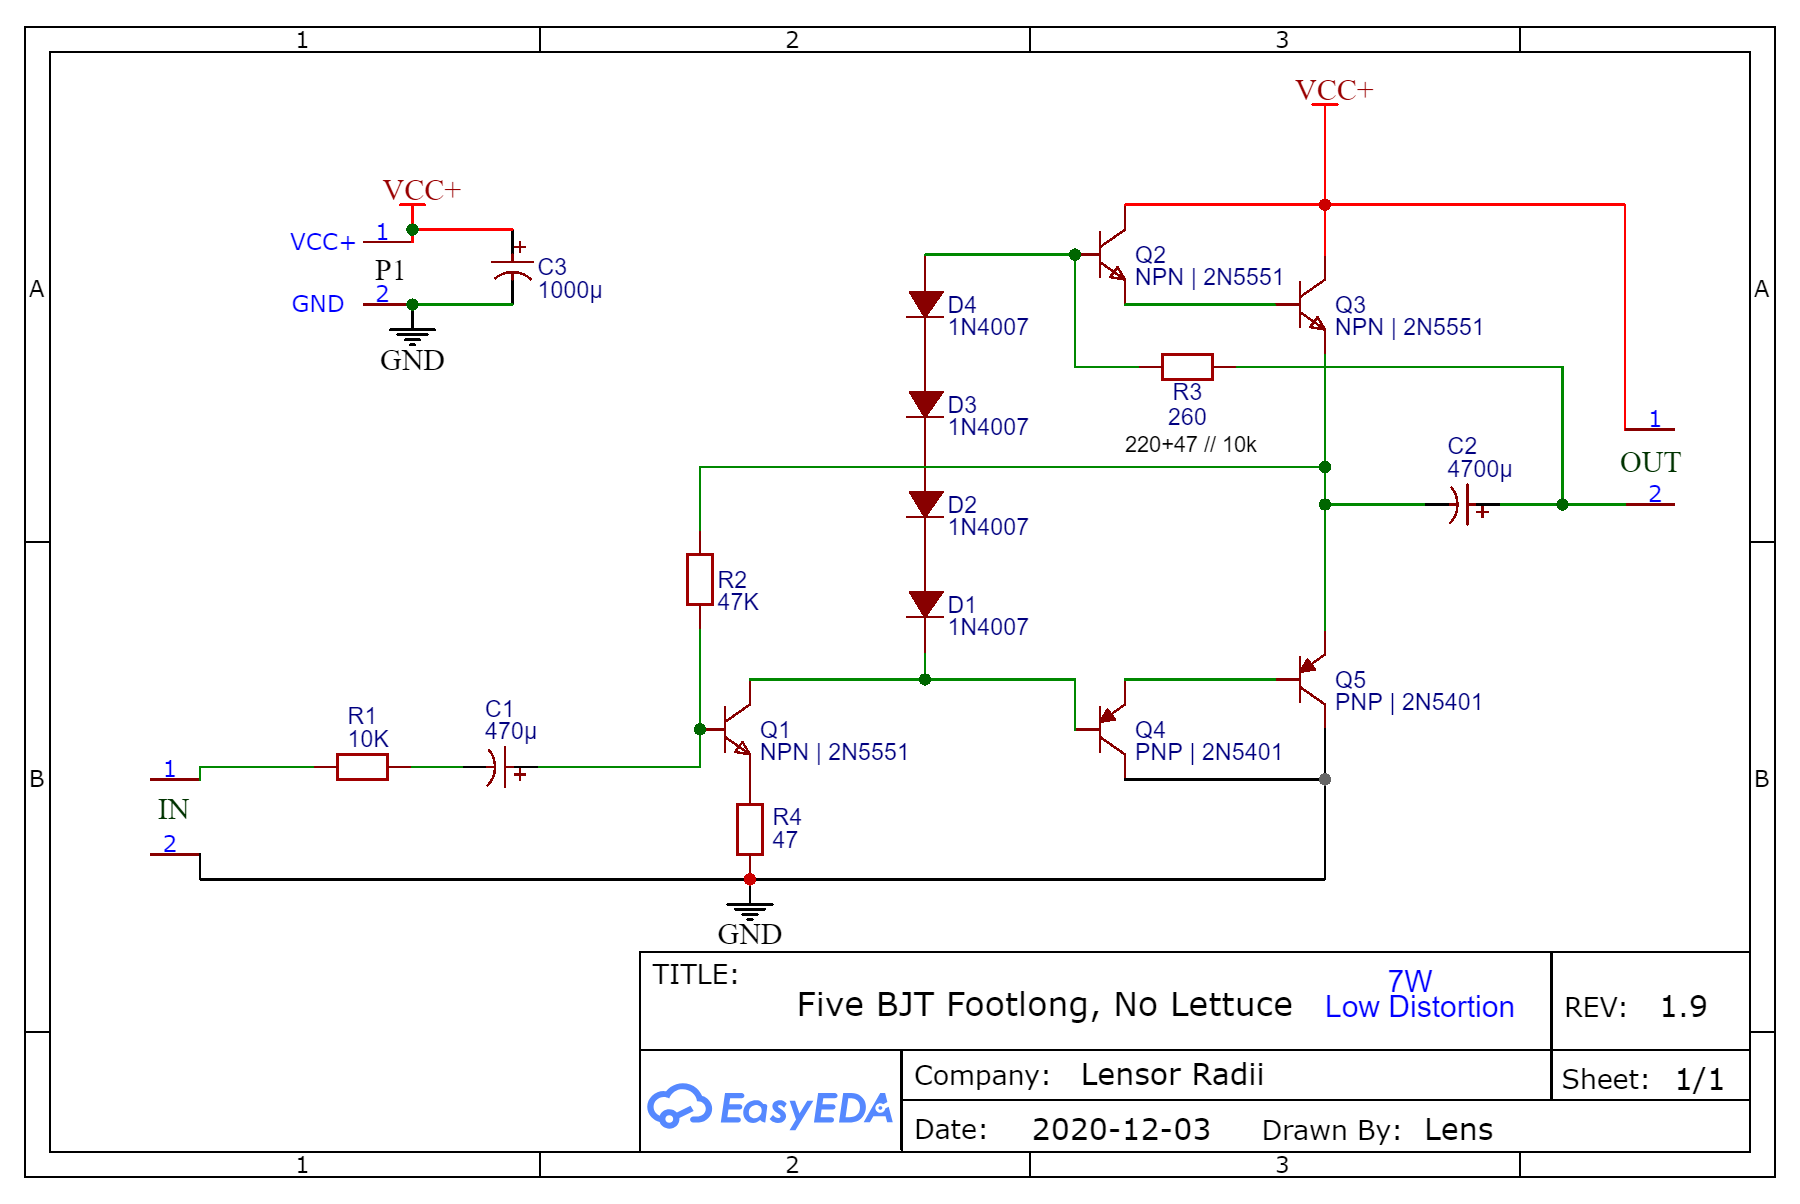 1 2 3
A A
B B
VCC+
VCC+
VCC+ 1
P1
GND 2
+
C3
1000µ
GND
Q2
NPN | 2N5551
Q3
NPN | 2N5551
D4
1N4007
D3
1N4007
D2
1N4007
D1
1N4007
R3
260
220+47 // 10k
C2
4700µ
+
1
OUT
2
R2
47K
R1
10K
C1
470µ
+
Q1
NPN | 2N5551
Q4
PNP | 2N5401
Q5
PNP | 2N5401
1
IN
2
R4
47
GND
TITLE:
Five BJT Footlong, No Lettuce
7W
Low Distortion
REV: 1.9
EasyEDA
Company: Lensor Radii
Sheet: 1/1
Date: 2020-12-03 Drawn By: Lens
1 2 3